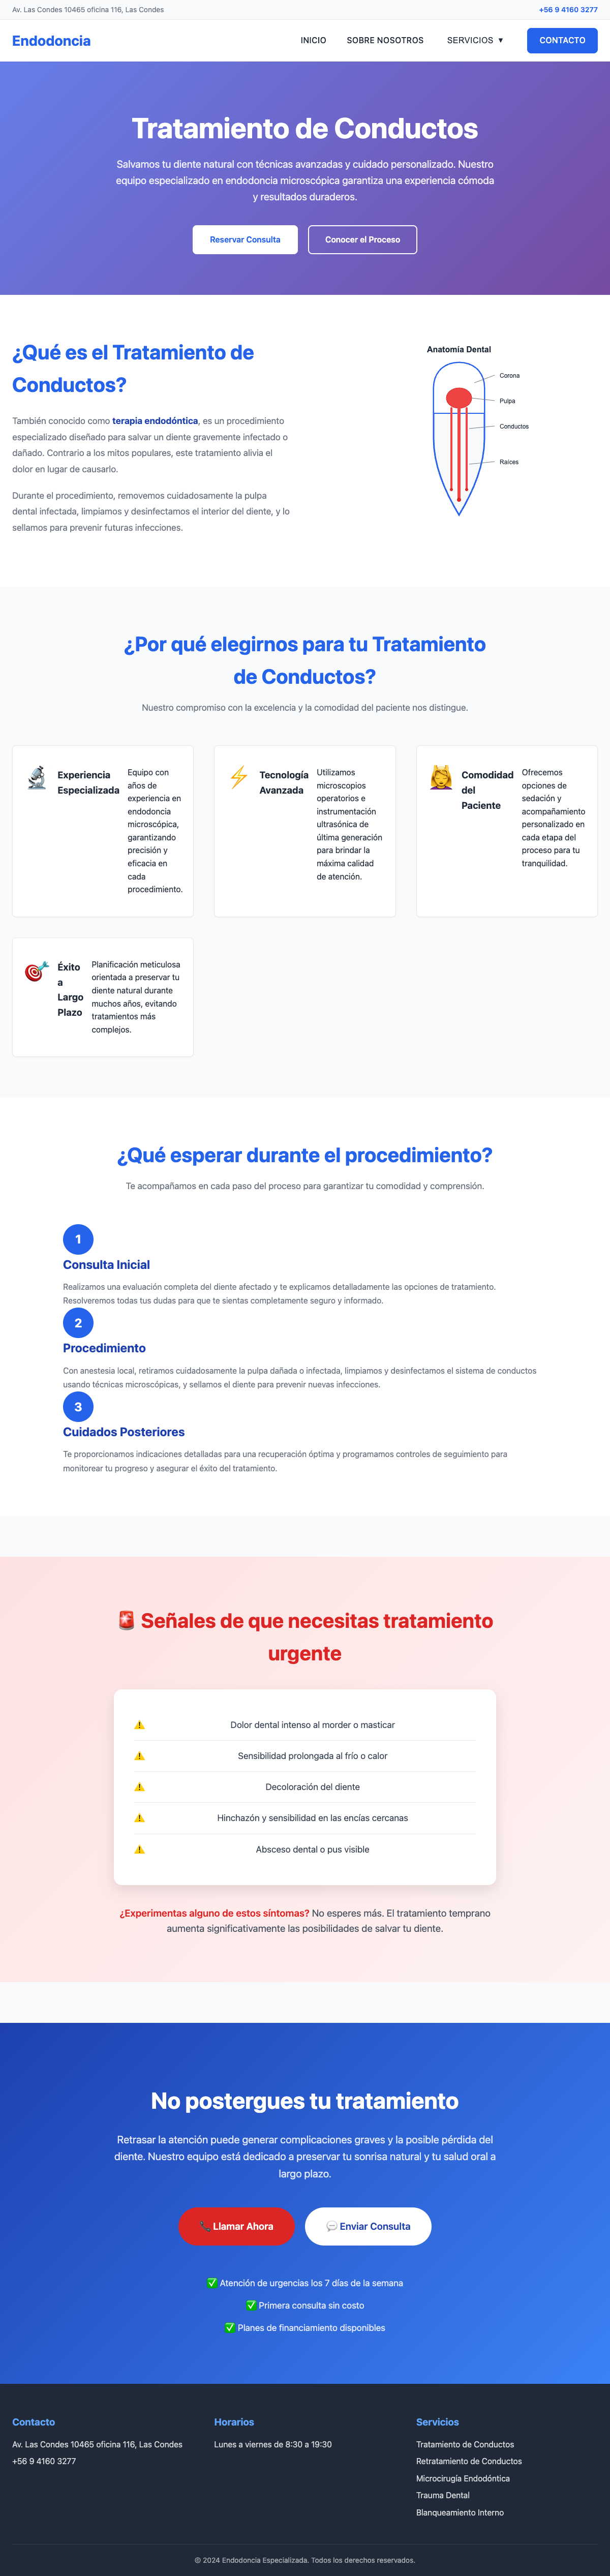 Av. Las Condes 10465 oficina 116, Las Condes
+56 9 4160 3277
Endodoncia
INICIO
SOBRE NOSOTROS
SERVICIOS ▼
CONTACTO
Tratamiento de Conductos
Salvamos tu diente natural con técnicas avanzadas y cuidado personalizado. Nuestro
equipo especializado en endodoncia microscópica garantiza una experiencia cómoda
y resultados duraderos.
Reservar Consulta
Conocer el Proceso
¿Qué es el Tratamiento de
Conductos?
También conocido como terapia endodóntica, es un procedimiento
especializado diseñado para salvar un diente gravemente infectado o
dañado. Contrario a los mitos populares, este tratamiento alivia el
dolor en lugar de causarlo.
Durante el procedimiento, removemos cuidadosamente la pulpa
dental infectada, limpiamos y desinfectamos el interior del diente, y lo
sellamos para prevenir futuras infecciones.
Anatomía Dental
Corona
Pulpa
Conductos
Raíces
¿Por qué elegirnos para tu Tratamiento
de Conductos?
Nuestro compromiso con la excelencia y la comodidad del paciente nos distingue.
Experiencia
Especializada
Equipo con
años de
experiencia en
endodoncia
microscópica,
garantizando
precisión y
eficacia en
cada
procedimiento.
Tecnología
Avanzada
Utilizamos
microscopios
operatorios e
instrumentación
ultrasónica de
última generación
para brindar la
máxima calidad
de atención.
Comodidad
del
Paciente
Ofrecemos
opciones de
sedación y
acompañamiento
personalizado en
cada etapa del
proceso para tu
tranquilidad.
Éxito
a
Largo
Plazo
Planificación meticulosa
orientada a preservar tu
diente natural durante
muchos años, evitando
tratamientos más
complejos.
¿Qué esperar durante el procedimiento?
Te acompañamos en cada paso del proceso para garantizar tu comodidad y comprensión.
1
Consulta Inicial
Realizamos una evaluación completa del diente afectado y te explicamos detalladamente las opciones de tratamiento.
Resolveremos todas tus dudas para que te sientas completamente seguro y informado.
2
Procedimiento
Con anestesia local, retiramos cuidadosamente la pulpa dañada o infectada, limpiamos y desinfectamos el sistema de conductos
usando técnicas microscópicas, y sellamos el diente para prevenir nuevas infecciones.
3
Cuidados Posteriores
Te proporcionamos indicaciones detalladas para una recuperación óptima y programamos controles de seguimiento para
monitorear tu progreso y asegurar el éxito del tratamiento.
🚨 Señales de que necesitas tratamiento
urgente
⚠️ Dolor dental intenso al morder o masticar
⚠️ Sensibilidad prolongada al frío o calor
⚠️ Decoloración del diente
⚠️ Hinchazón y sensibilidad en las encías cercanas
⚠️ Absceso dental o pus visible
¿Experimentas alguno de estos síntomas? No esperes más. El tratamiento temprano
aumenta significativamente las posibilidades de salvar tu diente.
No postergues tu tratamiento
Retrasar la atención puede generar complicaciones graves y la posible pérdida del
diente. Nuestro equipo está dedicado a preservar tu sonrisa natural y tu salud oral a
largo plazo.
📞 Llamar Ahora
💬 Enviar Consulta
✅ Atención de urgencias los 7 días de la semana
✅ Primera consulta sin costo
✅ Planes de financiamiento disponibles
Contacto
Av. Las Condes 10465 oficina 116, Las Condes
+56 9 4160 3277
Horarios
Lunes a viernes de 8:30 a 19:30
Servicios
Tratamiento de Conductos
Retratamiento de Conductos
Microcirugía Endodóntica
Trauma Dental
Blanqueamiento Interno
© 2024 Endodoncia Especializada. Todos los derechos reservados.